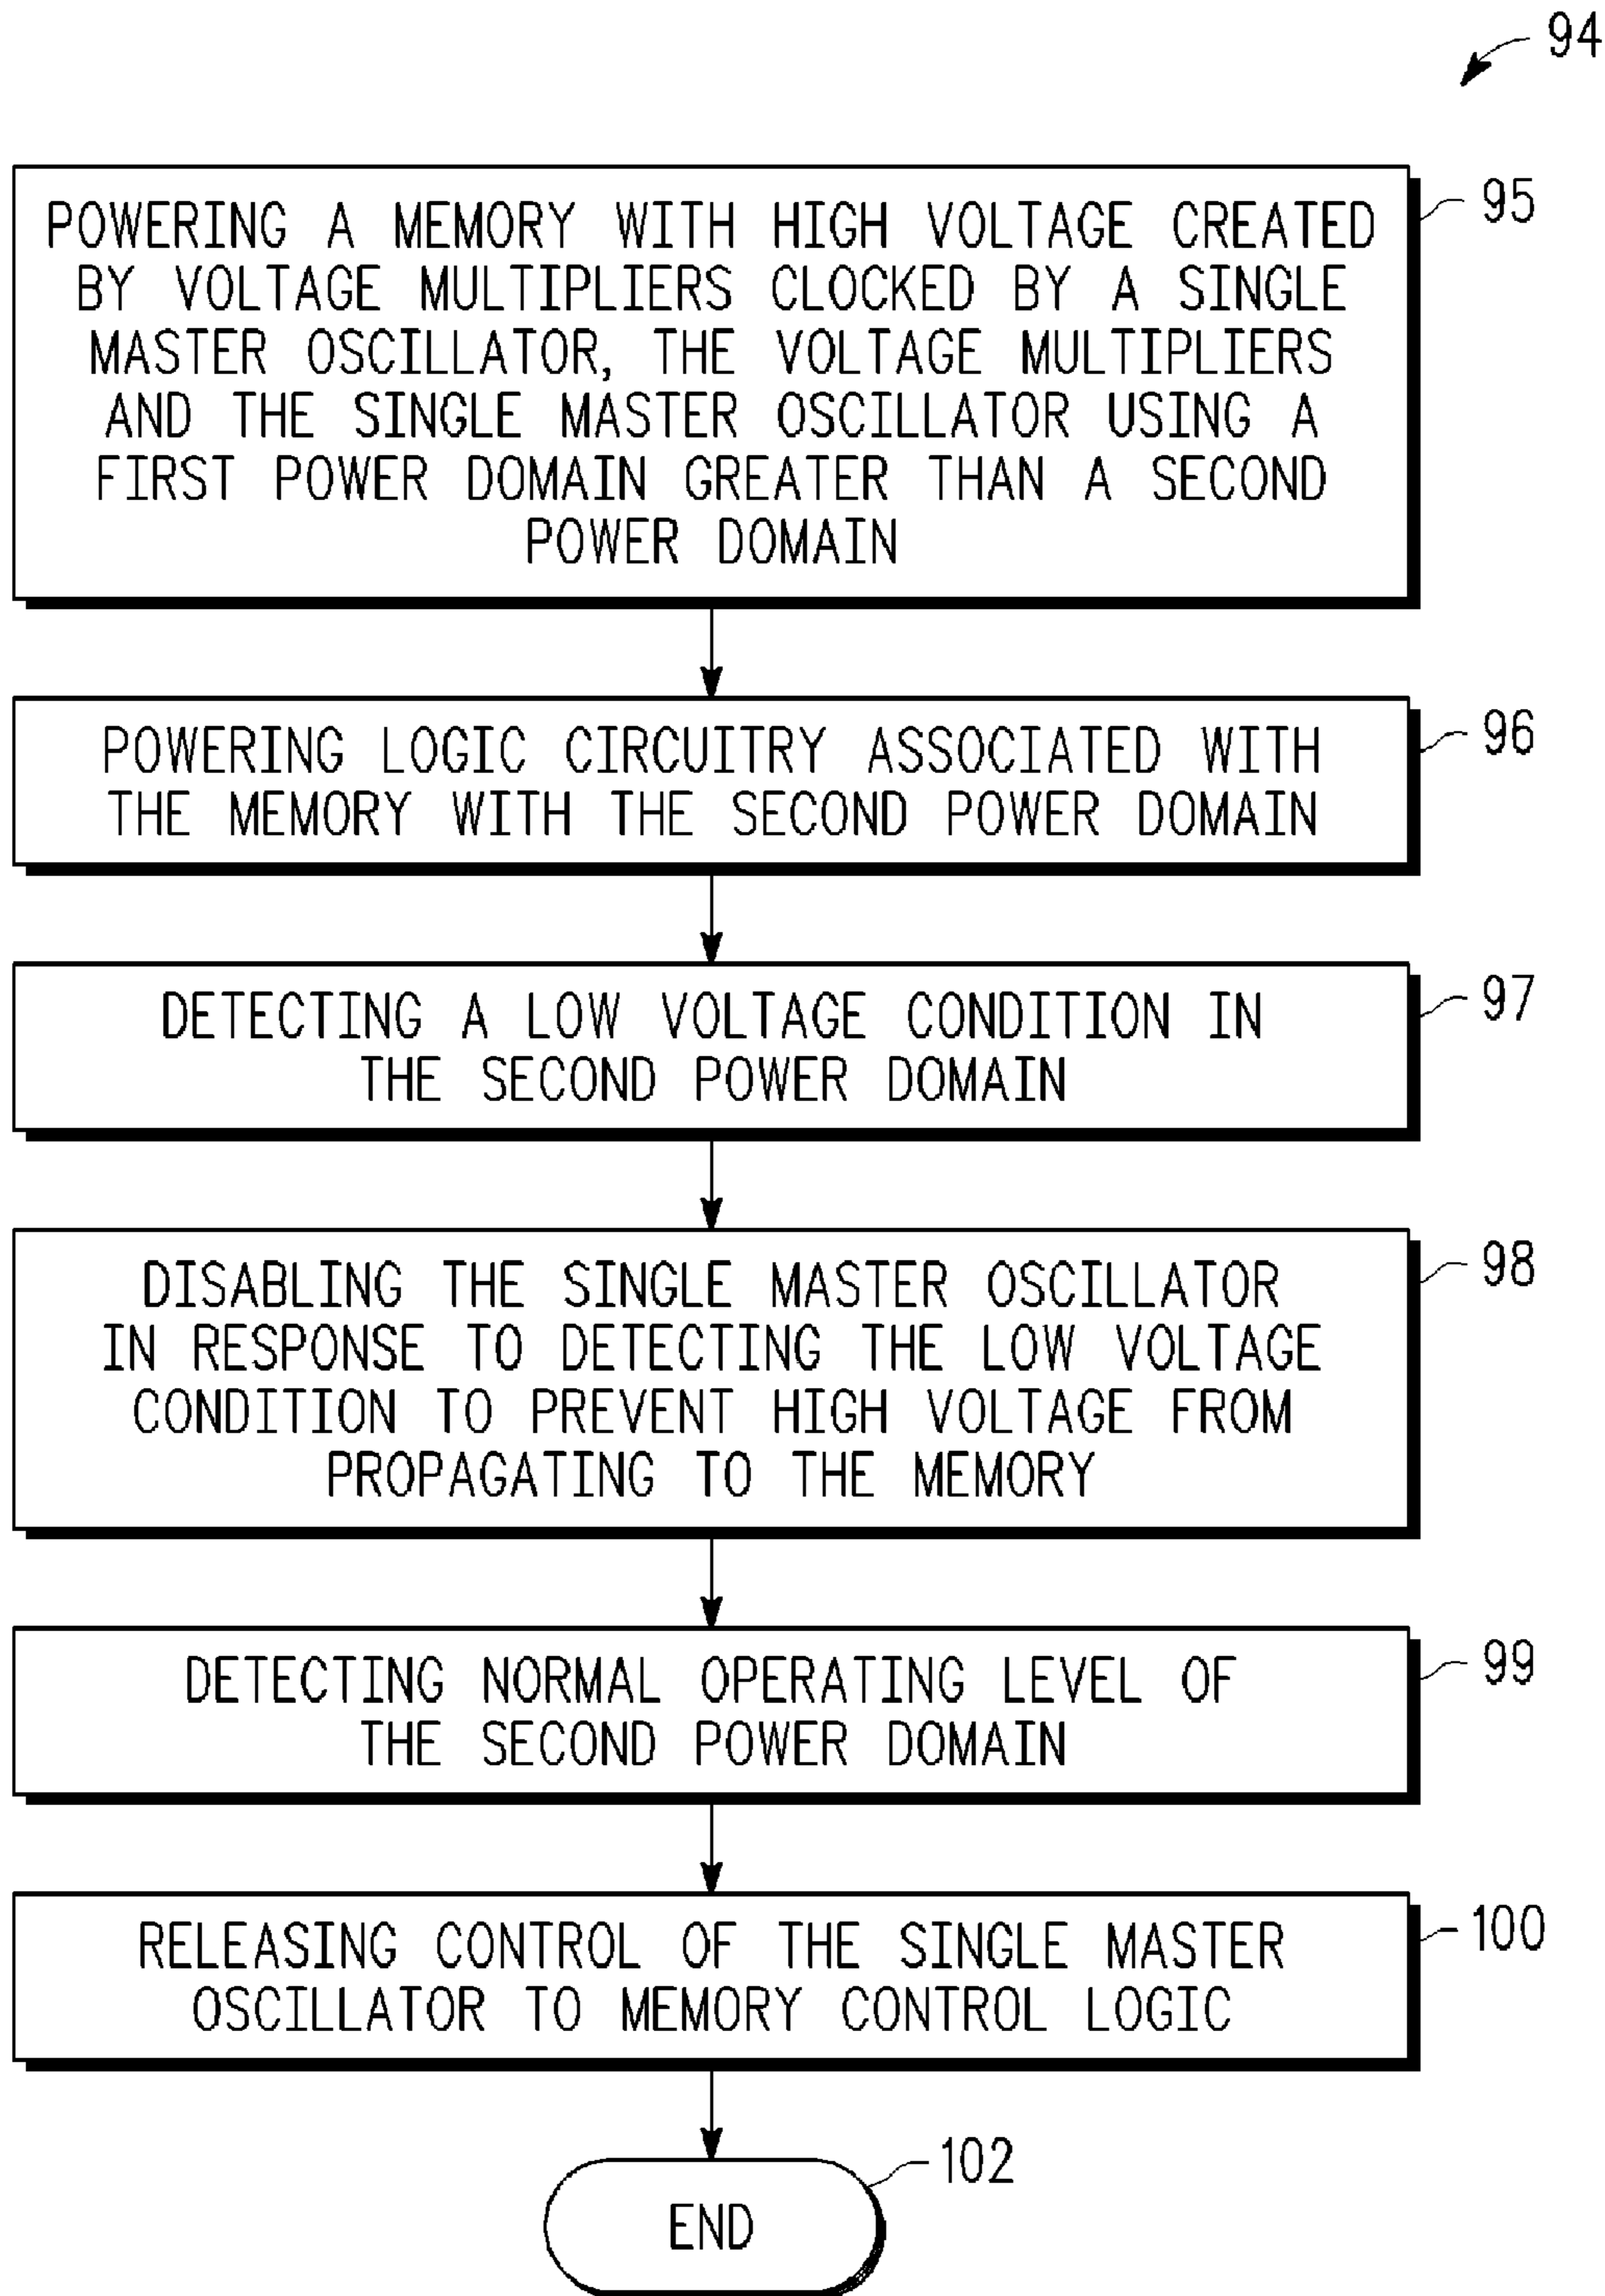 94
POWERING A MEMORY WITH HIGH VOLTAGE CREATED
BY VOLTAGE MULTIPLIERS CLOCKED BY A SINGLE
MASTER OSCILLATOR, THE VOLTAGE MULTIPLIERS
AND THE SINGLE MASTER OSCILLATOR USING A
FIRST POWER DOMAIN GREATER THAN A SECOND
POWER DOMAIN
95
POWERING LOGIC CIRCUITRY ASSOCIATED WITH
THE MEMORY WITH THE SECOND POWER DOMAIN
96
DETECTING A LOW VOLTAGE CONDITION IN
THE SECOND POWER DOMAIN
97
DISABLING THE SINGLE MASTER OSCILLATOR
IN RESPONSE TO DETECTING THE LOW VOLTAGE
CONDITION TO PREVENT HIGH VOLTAGE FROM
PROPAGATING TO THE MEMORY
98
DETECTING NORMAL OPERATING LEVEL OF
THE SECOND POWER DOMAIN
99
RELEASING CONTROL OF THE SINGLE MASTER
OSCILLATOR TO MEMORY CONTROL LOGIC
100
END
102